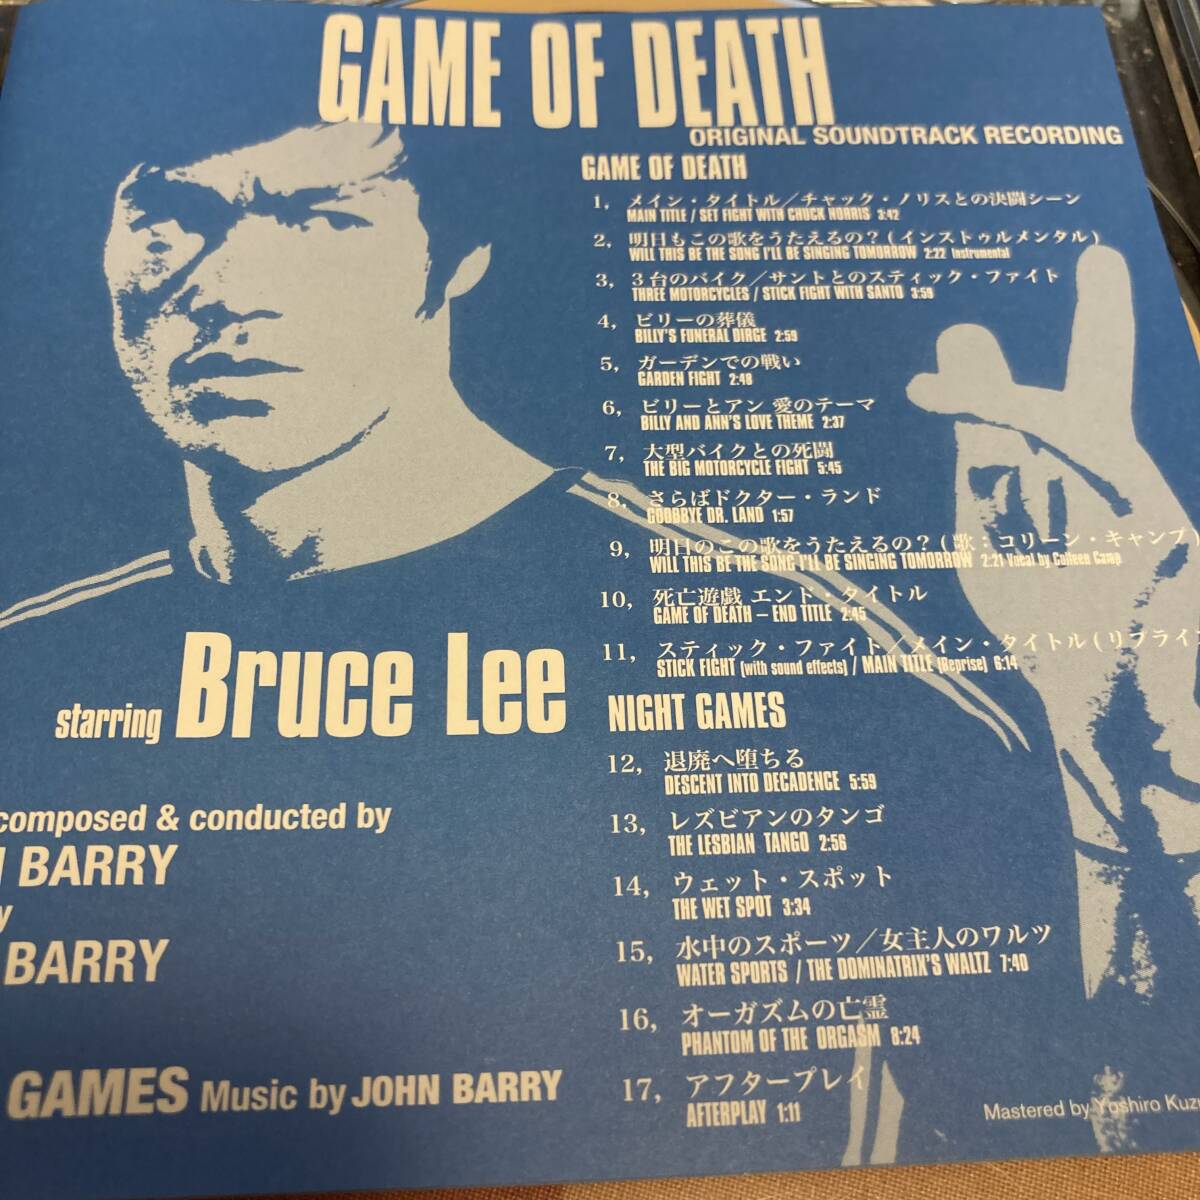 GAME OF DEATH
ORIGINAL SOUNDTRACK RECORDING
GAME OF DEATH
1, メイン・タイトル／チャック・ノリスとの決闘シーン
MAIN TITLE / SET FIGHT WITH CHUCK NORRIS 3:42
2, 明日もこの歌をうたえるの？(インストゥルメンタル)
WILL THIS BE THE SONG I'LL BE SINGING TOMORROW 2:22 Instrumental
3, 3台のバイク／サントとのスティック・ファイト
THREE MOTORCYCLES / STICK FIGHT WITH SANTO 3:59
4, ビリーの葬儀
BILLY'S FUNERAL DIRGE 2:59
5, ガーデンでの戦い
GARDEN FIGHT 2:48
6, ビリーとアン 愛のテーマ
BILLY AND ANN'S LOVE THEME 2:37
7, 大型バイクとの死闘
THE BIG MOTORCYCLE FIGHT 5:45
8, さらばドクター・ランド
GOODBYE DR. LAND 1:57
9, 明日のこの歌をうたえるの？(歌：コリーン・キャンプ)
WILL THIS BE THE SONG I'LL BE SINGING TOMORROW 2:21 Vocal by Colleen Camp
10, 死亡遊戯 エンド・タイトル
GAME OF DEATH – END TITLE 2:45
11, スティック・ファイト／メイン・タイトル(リプライ
STICK FIGHT (with sound effects) / MAIN TITLE (Reprise) 6:14
starring Bruce Lee
NIGHT GAMES
12, 退廃へ堕ちる
DESCENT INTO DECADENCE 5:59
13, レズビアンのタンゴ
THE LESBIAN TANGO 2:56
14, ウェット・スポット
THE WET SPOT 3:34
15, 水中のスポーツ／女主人のワルツ
WATER SPORTS / THE DOMINATRIX'S WALTZ 7:40
16, オーガズムの亡霊
PHANTOM OF THE ORGASM 8:24
17, アフタープレイ
AFTERPLAY 1:11
composed & conducted by
BARRY
y
BARRY
GAMES Music by JOHN BARRY
Mastered by Yoshiro Kuzu